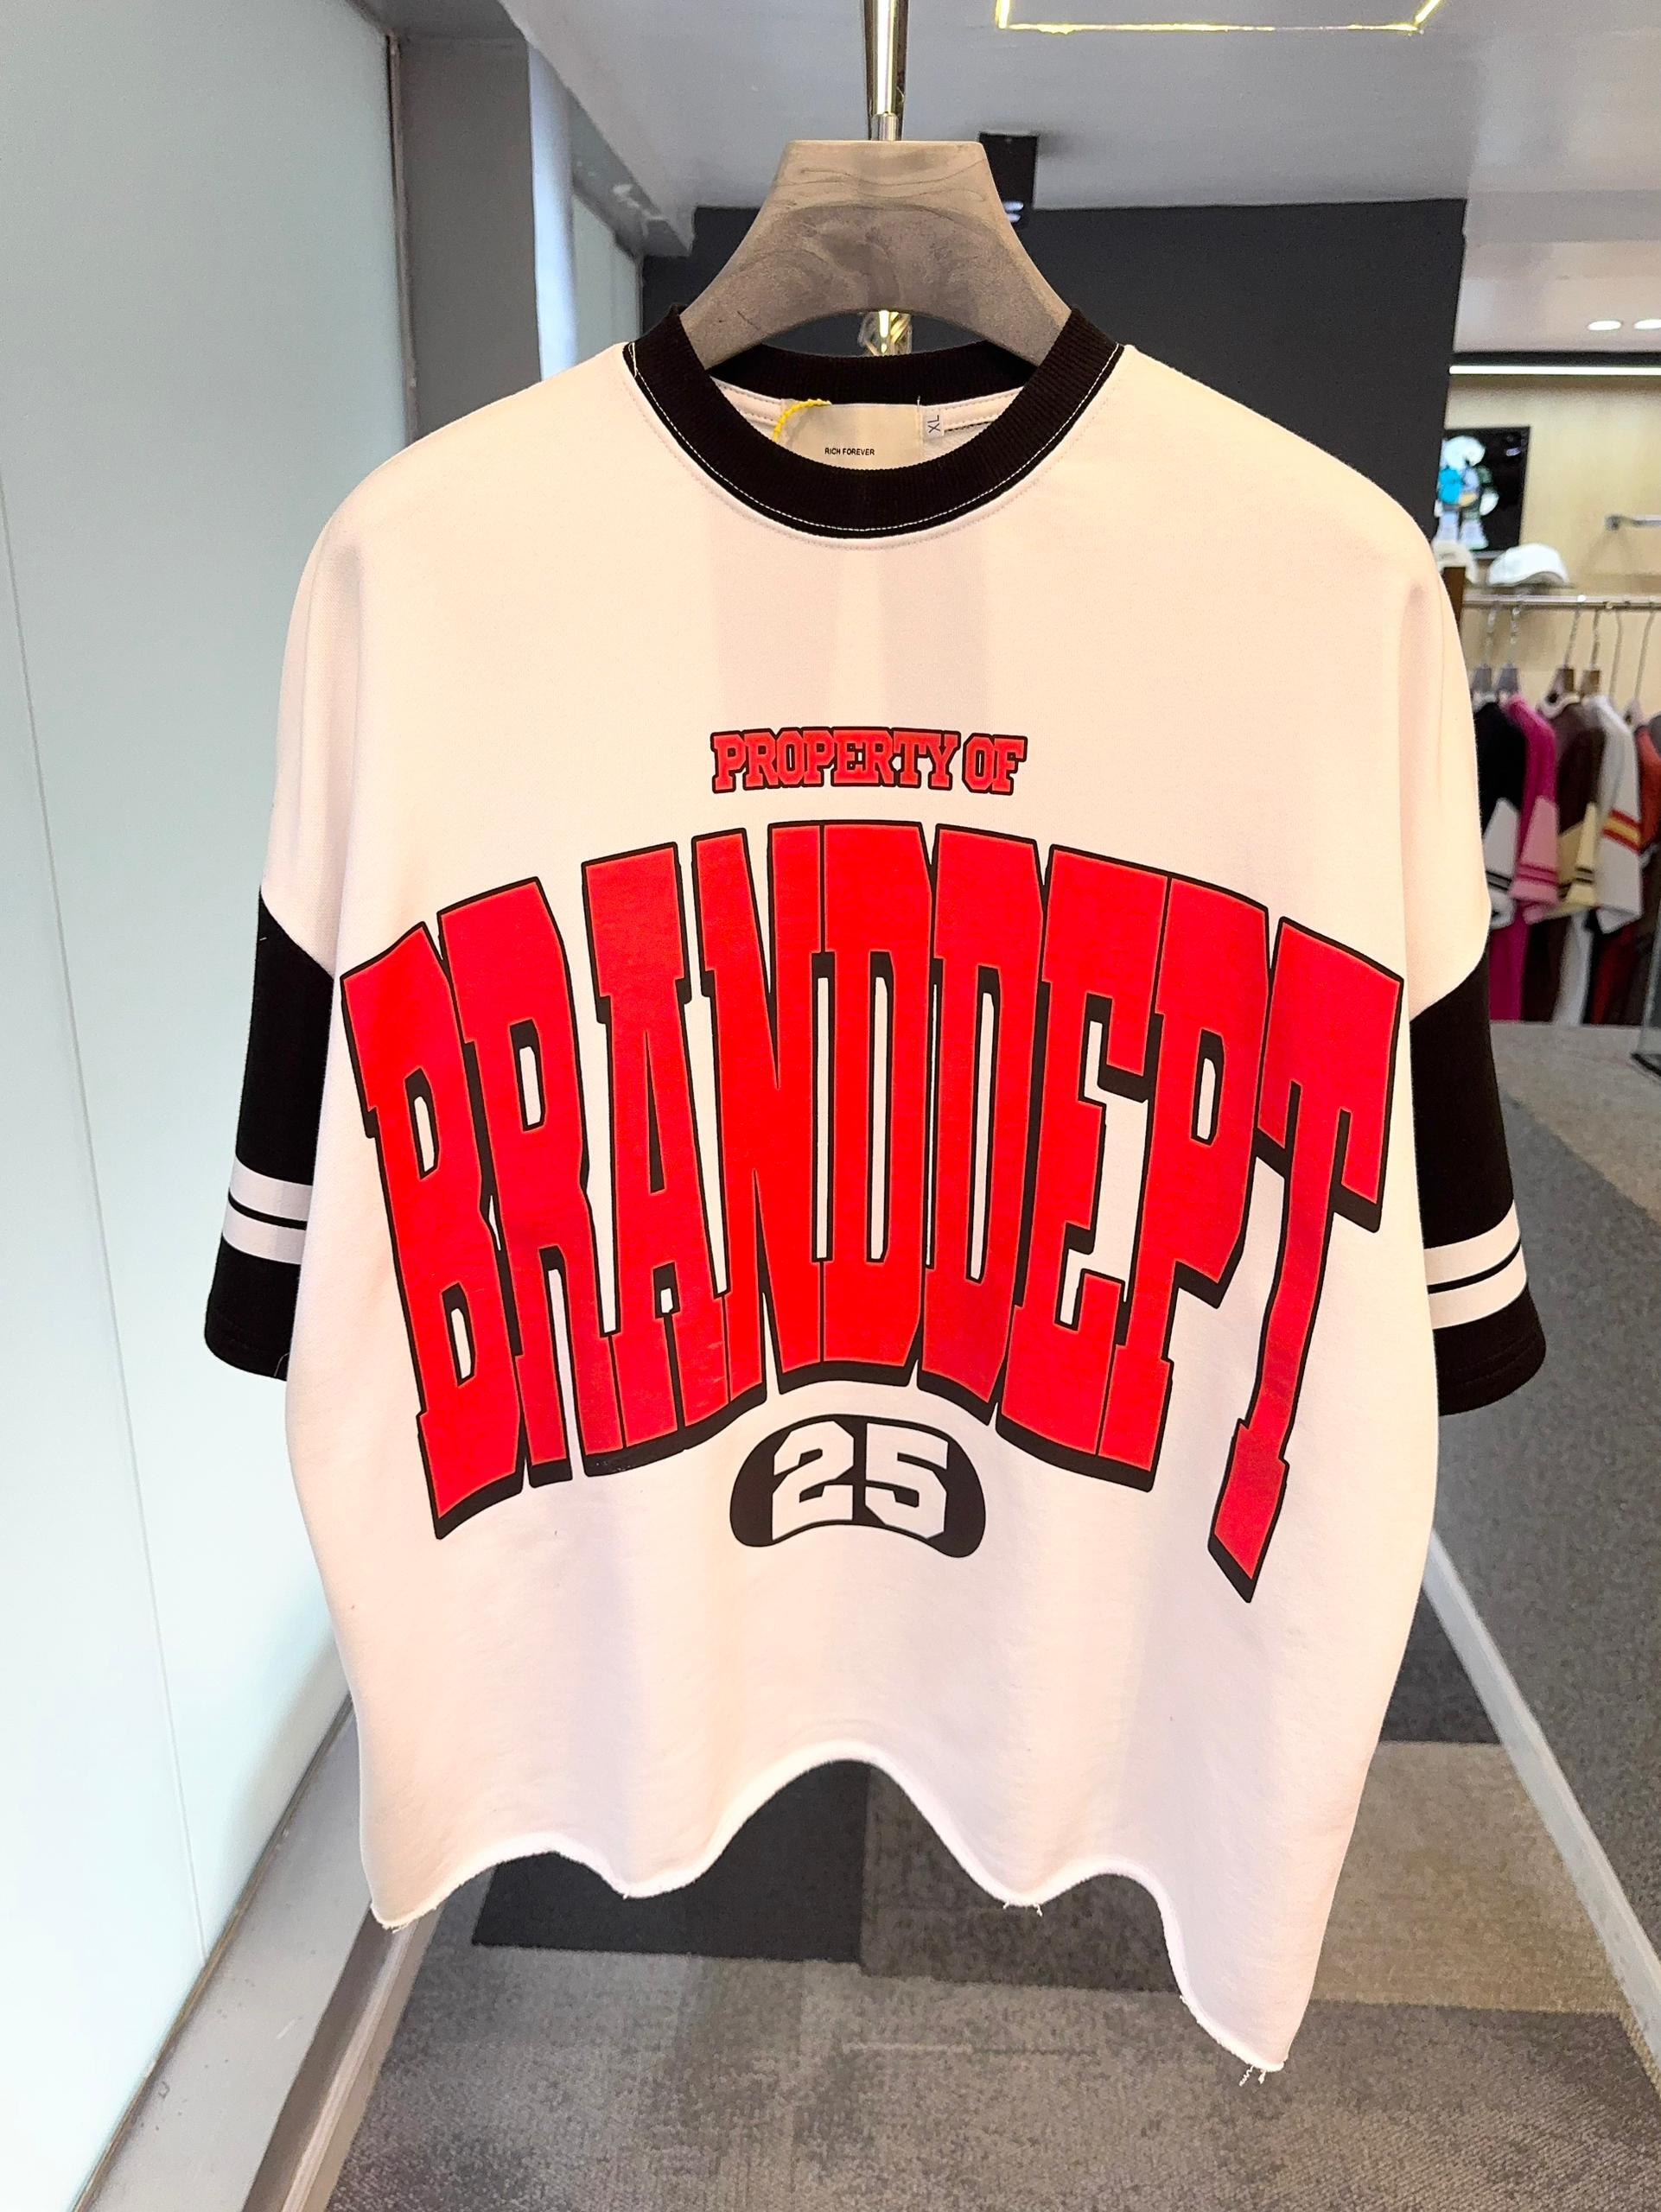 RICH FOREVER
XL
PROPERTY OF
BRANDDEPT
25